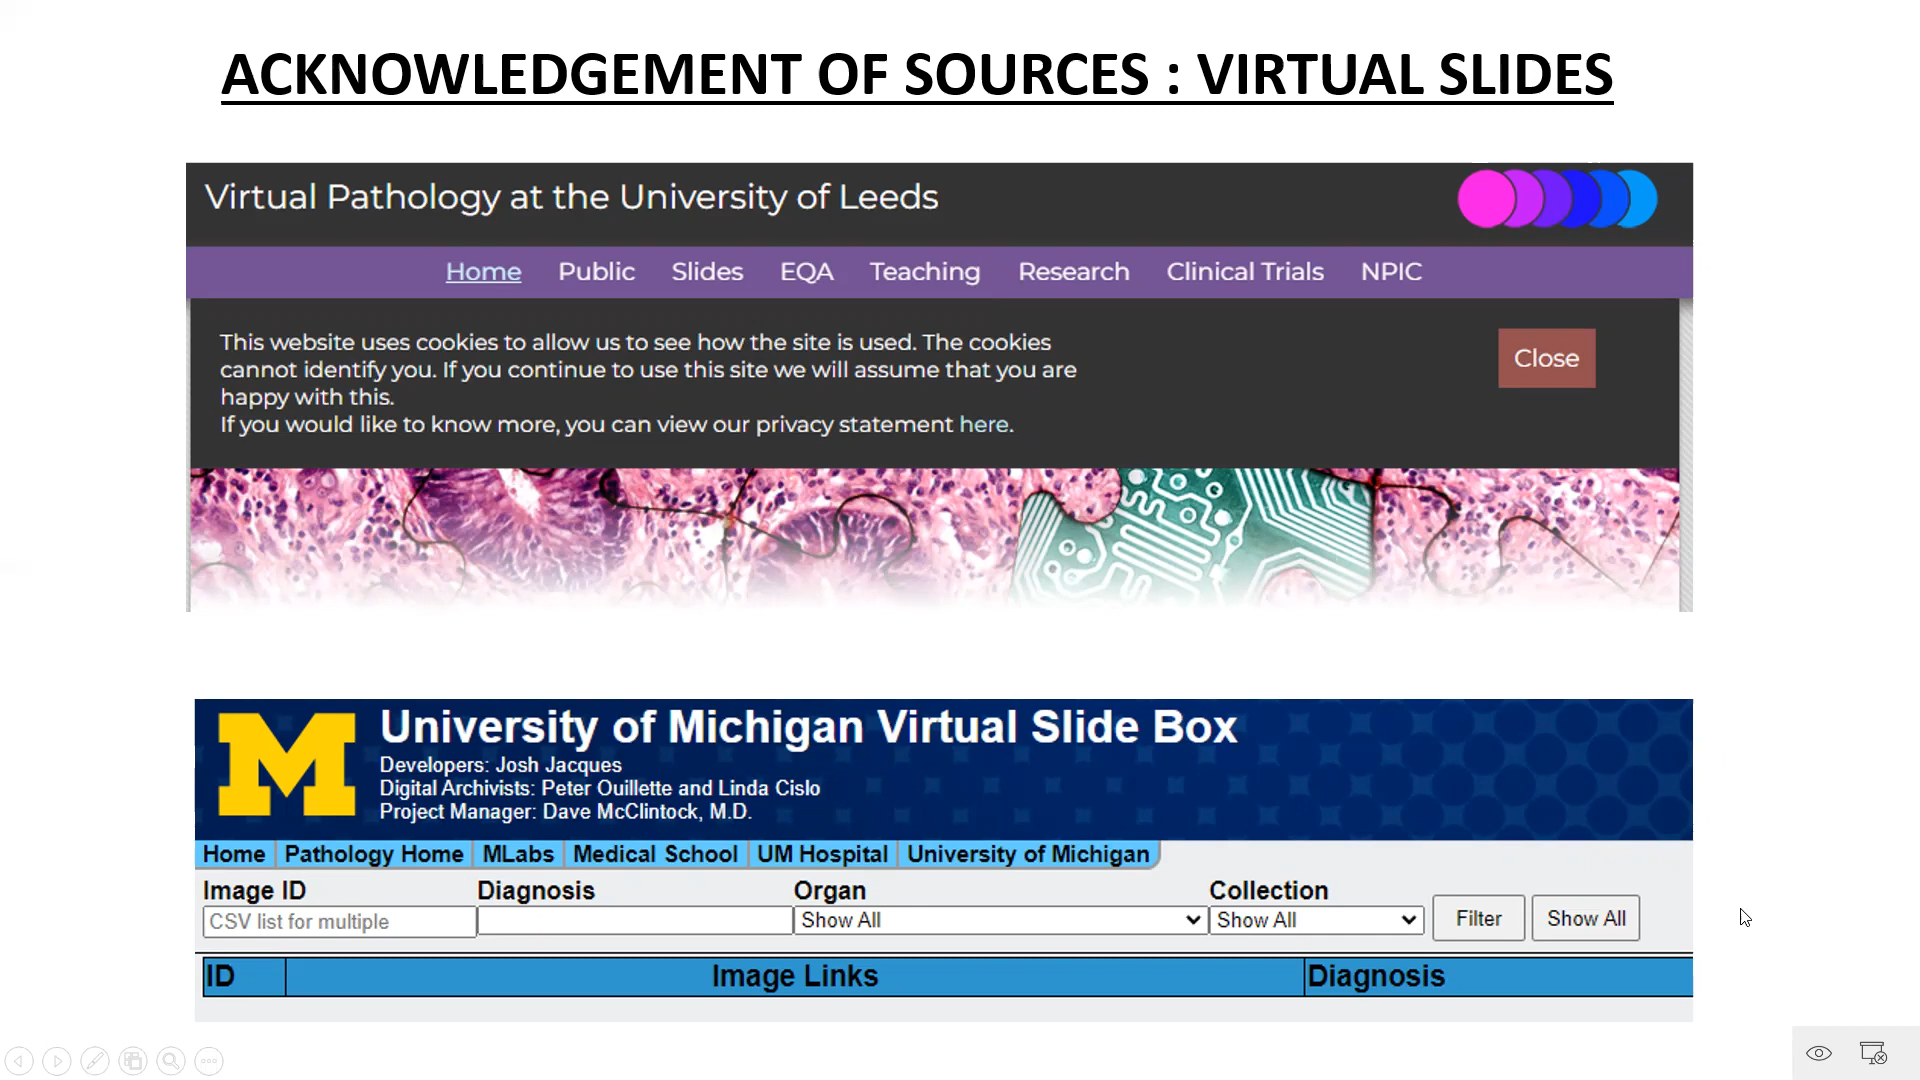 ACKNOWLEDGEMENT OF SOURCES : VIRTUAL SLIDES
Virtual Pathology at the University of Leeds
Home Public Slides EQA Teaching Research Clinical Trials NPIC
This website uses cookies to allow us to see how the site is used. The cookies
cannot identify you. If you continue to use this site we will assume that you are
happy with this.
If you would like to know more, you can view our privacy statement here.
Close
M
University of Michigan Virtual Slide Box
Developers: Josh Jacques
Digital Archivists: Peter Ouillette and Linda Cislo
Project Manager: Dave McClintock, M.D.
Home Pathology Home MLabs Medical School UM Hospital University of Michigan
Image ID Diagnosis Organ Collection
CSV list for multiple Show All Show All Filter Show All
ID Image Links Diagnosis